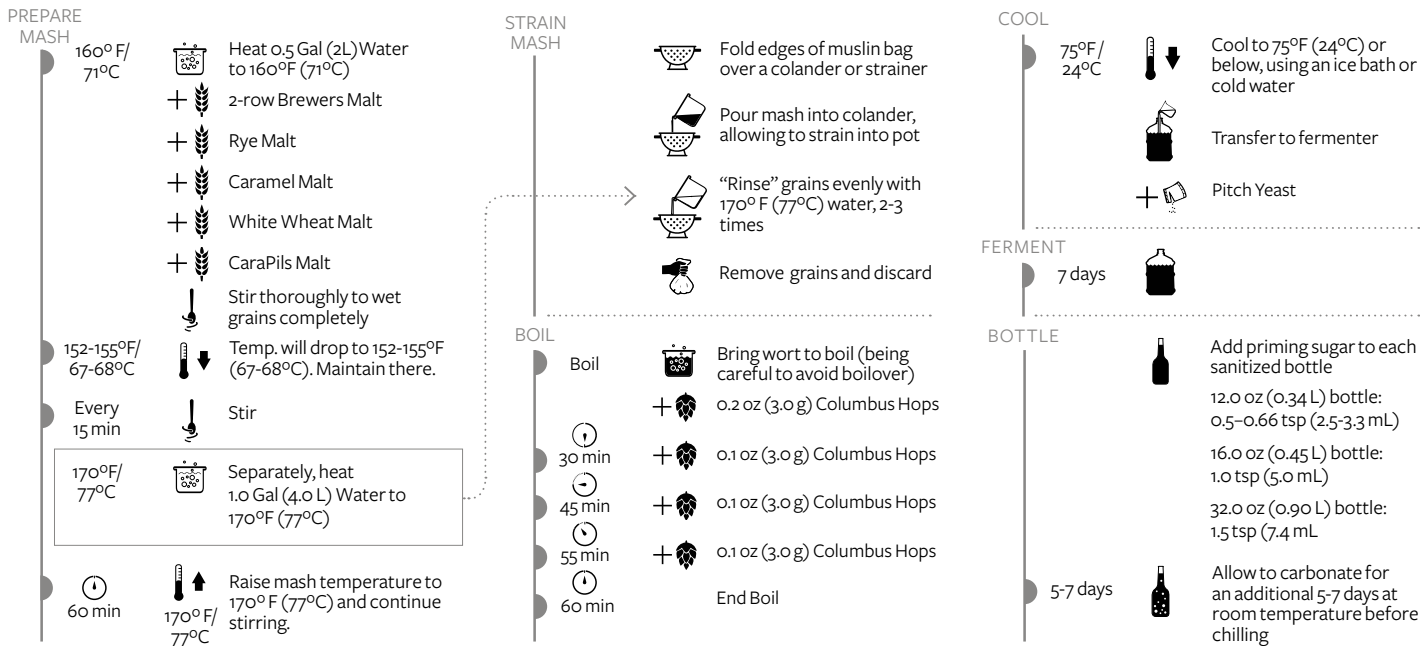 PREPARE
MASH
160° F/
71°C
Heat 0.5 Gal (2L) Water
to 160°F (71°C)
2-row Brewers Malt
Rye Malt
Caramel Malt
White Wheat Malt
CaraPils Malt
Stir thoroughly to wet
grains completely
152-155°F/
67-68°C
Temp. will drop to 152-155°F
(67-68°C). Maintain there.
Every
15 min
Stir
170°F/
77°C
Separately, heat
1.0 Gal (4.0 L) Water to
170°F (77°C)
60 min
170° F/
77°C
Raise mash temperature to
170° F (77°C) and continue
stirring.
STRAIN
MASH
Fold edges of muslin bag
over a colander or strainer
Pour mash into colander,
allowing to strain into pot
“Rinse” grains evenly with
170° F (77°C) water, 2-3
times
Remove grains and discard
BOIL
Boil
Bring wort to boil (being
careful to avoid boilover)
0.2 oz (3.0 g) Columbus Hops
30 min
0.1 oz (3.0 g) Columbus Hops
45 min
0.1 oz (3.0 g) Columbus Hops
55 min
0.1 oz (3.0 g) Columbus Hops
60 min
End Boil
COOL
75°F/
24°C
Cool to 75°F (24°C) or
below, using an ice bath or
cold water
Transfer to fermenter
Pitch Yeast
FERMENT
7 days
BOTTLE
Add priming sugar to each
sanitized bottle
12.0 oz (0.34 L) bottle:
0.5–0.66 tsp (2.5-3.3 mL)
16.0 oz (0.45 L) bottle:
1.0 tsp (5.0 mL)
32.0 oz (0.90 L) bottle:
1.5 tsp (7.4 mL
5-7 days
Allow to carbonate for
an additional 5-7 days at
room temperature before
chilling